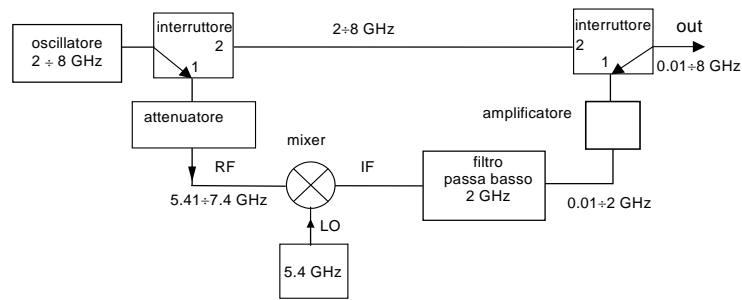 oscillatore
2 ÷ 8 GHz
interruttore
2
1
2÷8 GHz
interruttore
2
1
out
0.01÷8 GHz
attenuatore
amplificatore
mixer
RF
IF
5.41÷7.4 GHz
filtro
passa basso
2 GHz
0.01÷2 GHz
LO
5.4 GHz